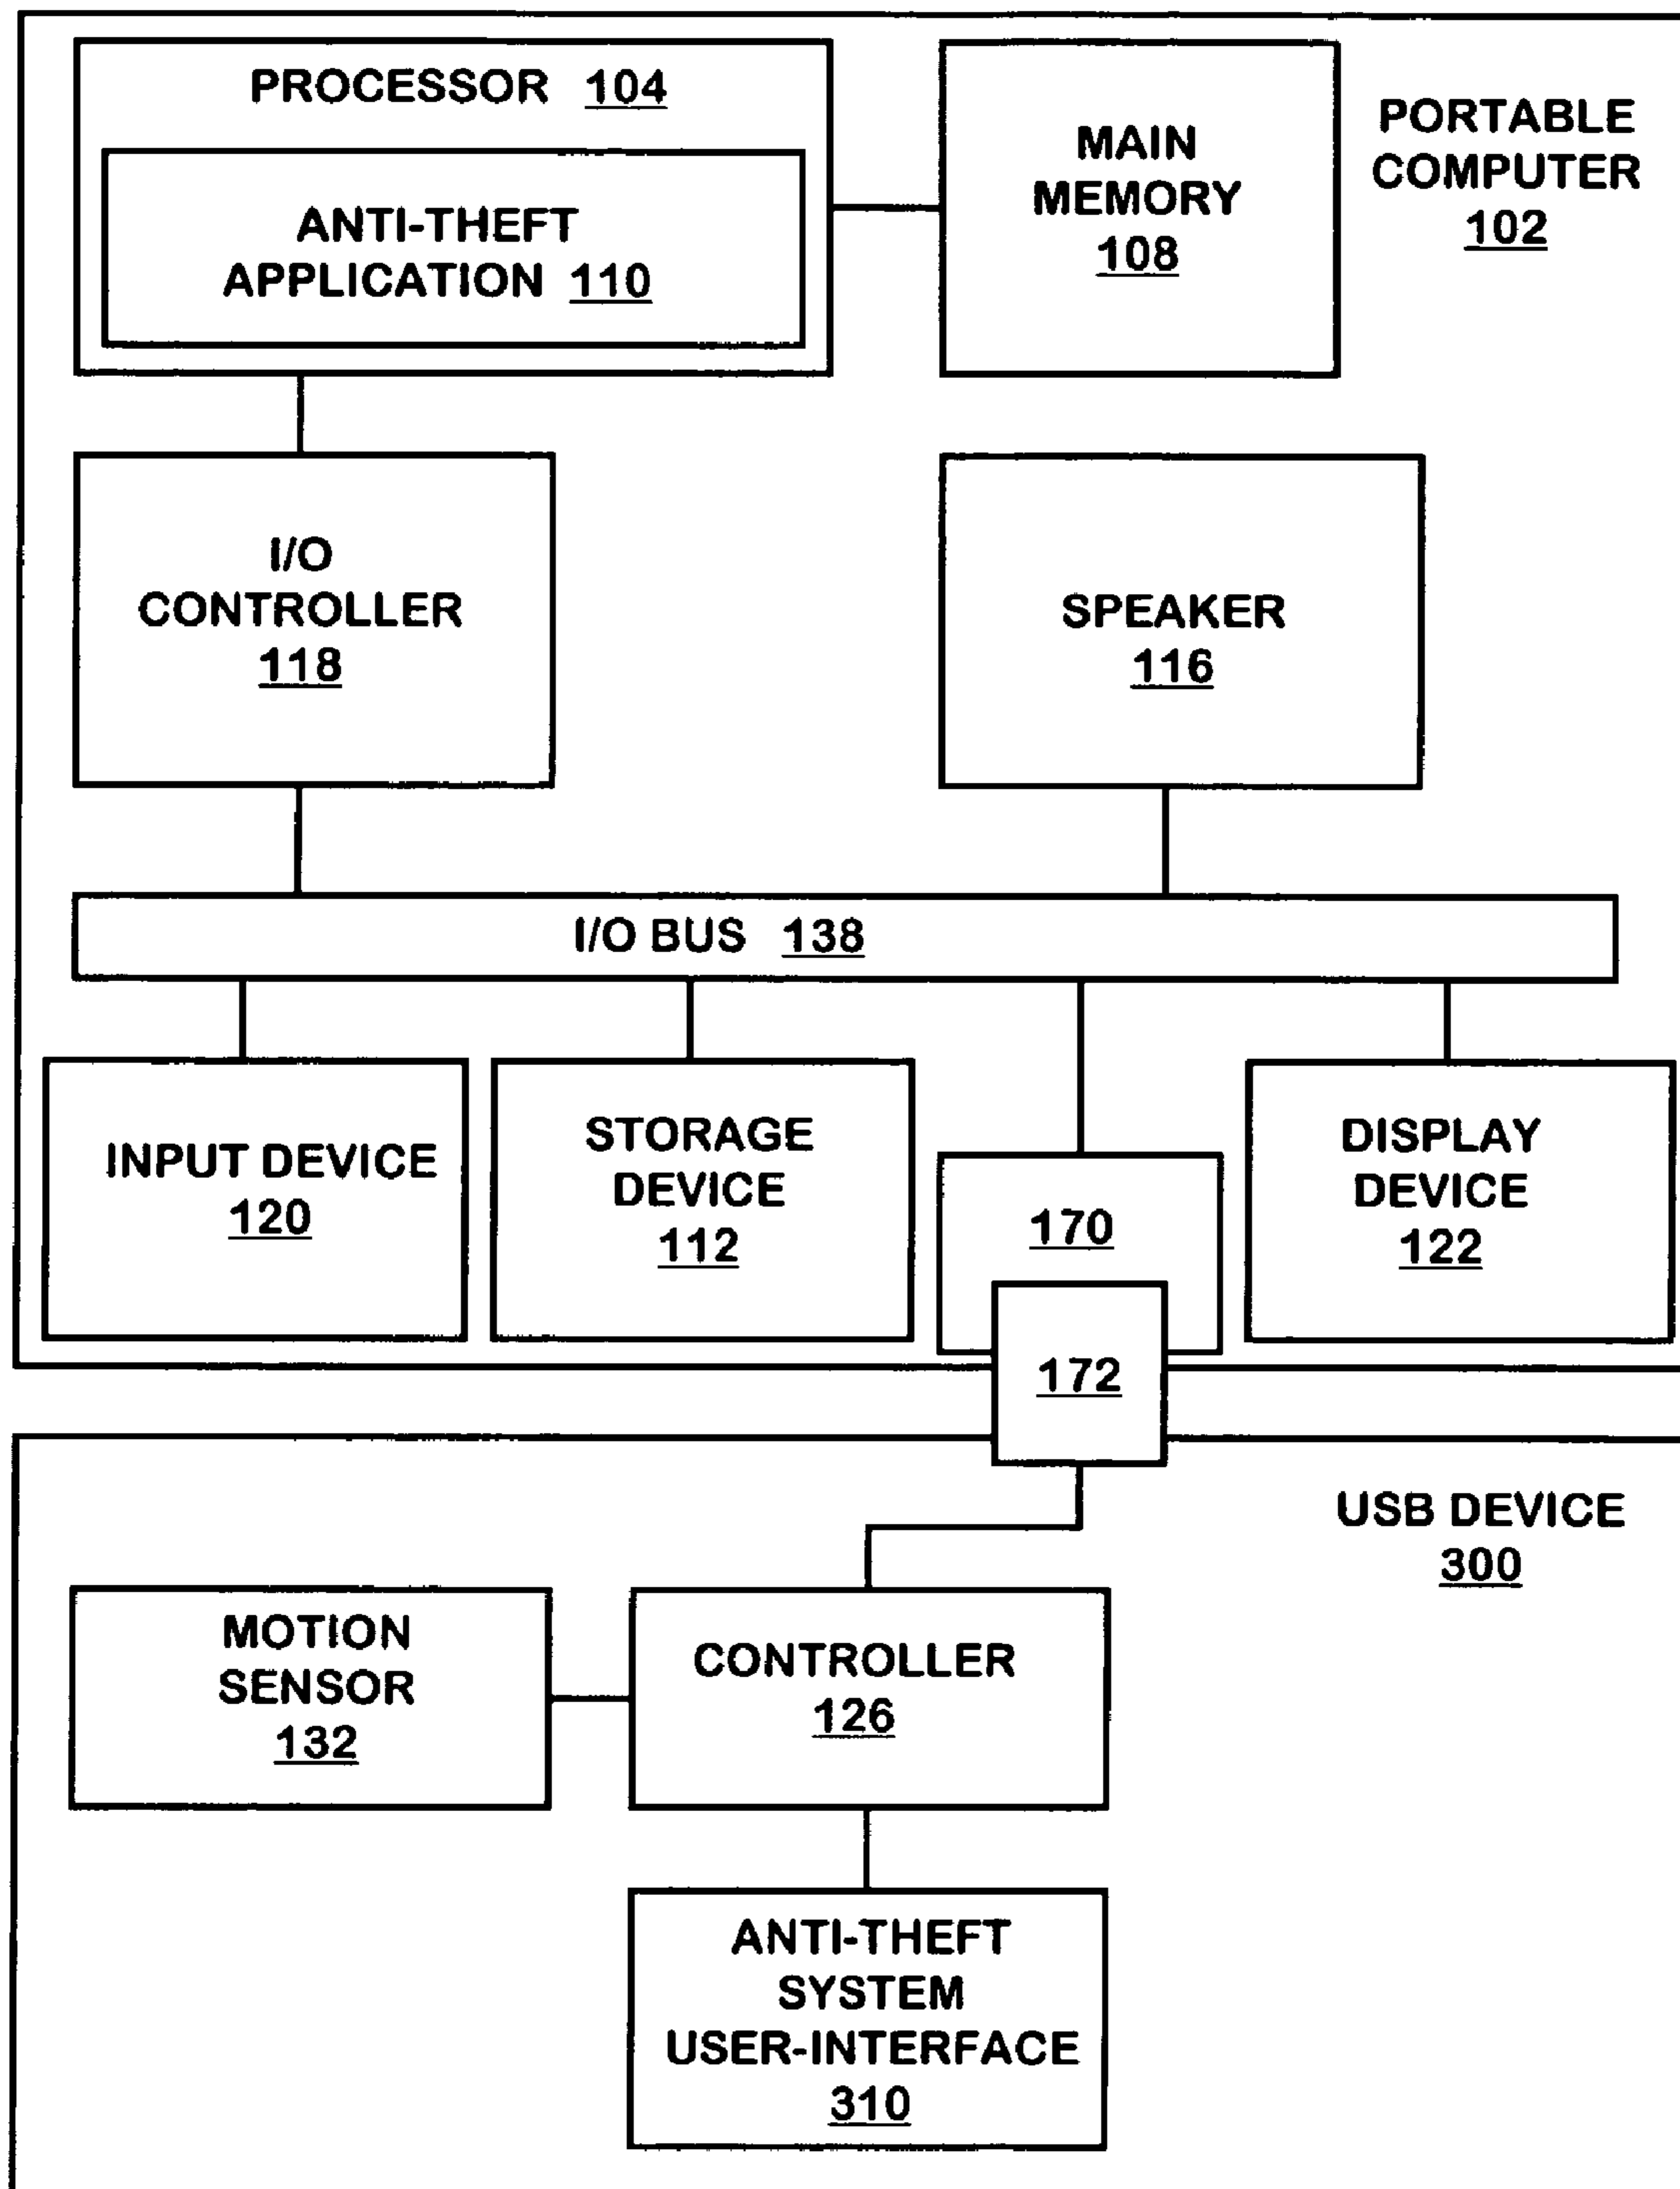 PROCESSOR 104
ANTI-THEFT
APPLICATION 110
MAIN
MEMORY
108
PORTABLE
COMPUTER
102
I/O
CONTROLLER
118
SPEAKER
116
I/O BUS 138
INPUT DEVICE
120
STORAGE
DEVICE
112
170
DISPLAY
DEVICE
122
172
USB DEVICE
300
MOTION
SENSOR
132
CONTROLLER
126
ANTI-THEFT
SYSTEM
USER-INTERFACE
310